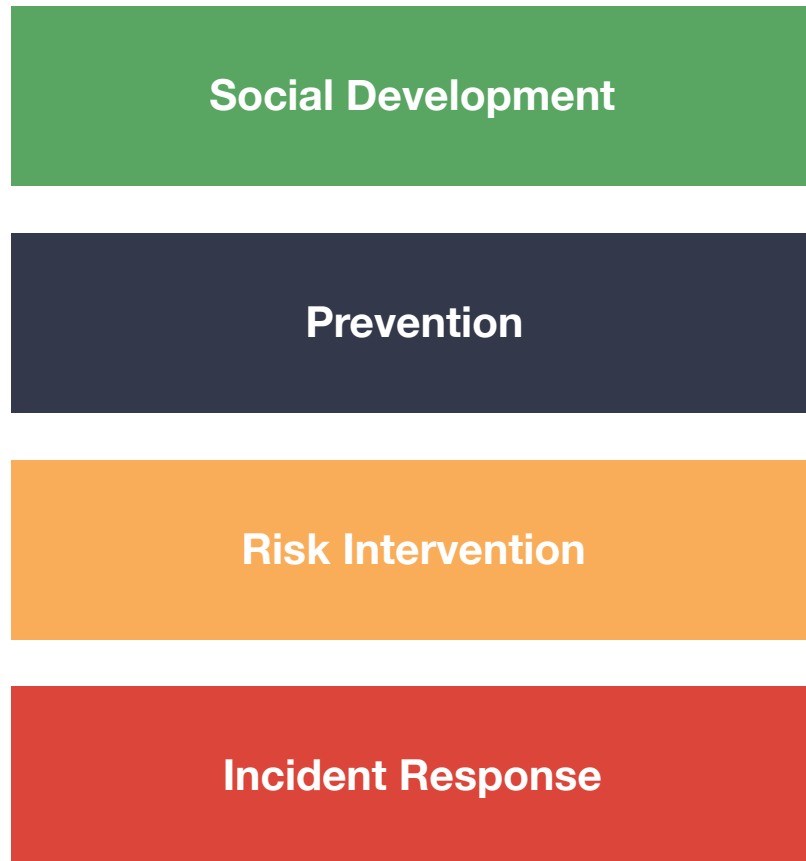 Social Development
Prevention
Risk Intervention
Incident Response